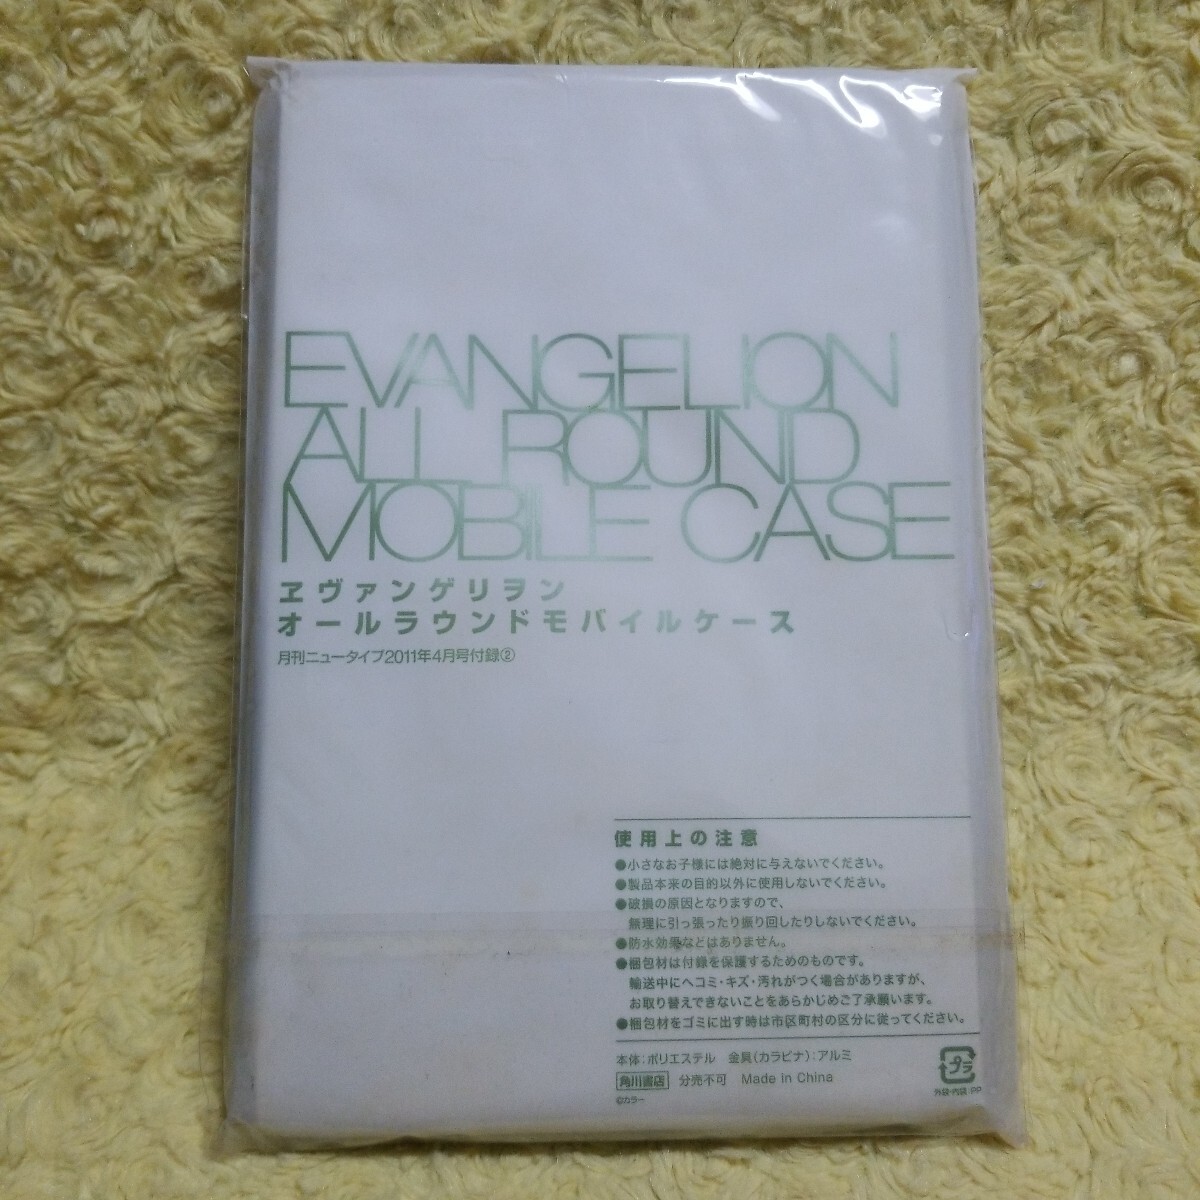 EVANGELION
ALL ROUND
MOBILE CASE
ヱヴァンゲリヲン
オールラウンドモバイルケース
月刊ニュータイプ2011年4月号付録②
使用上の注意
●小さなお子様には絶対に与えないでください。
●製品本来の目的以外に使用しないでください。
●破損の原因となりますので、
無理に引っ張ったり振り回したりしないでください。
●防水効果などはありません。
●梱包材は付録を保護するためのものです。
輸送中にヘコミ・キズ・汚れがつく場合がありますが、
お取り替えできないことをあらかじめご了承願います。
●梱包材をゴミに出す時は市区町村の区分に従ってください。
本体:ポリエステル 金具(カラビナ):アルミ
角川書店 分売不可 Made in China
©カラー
プラ
外袋・内袋:PP